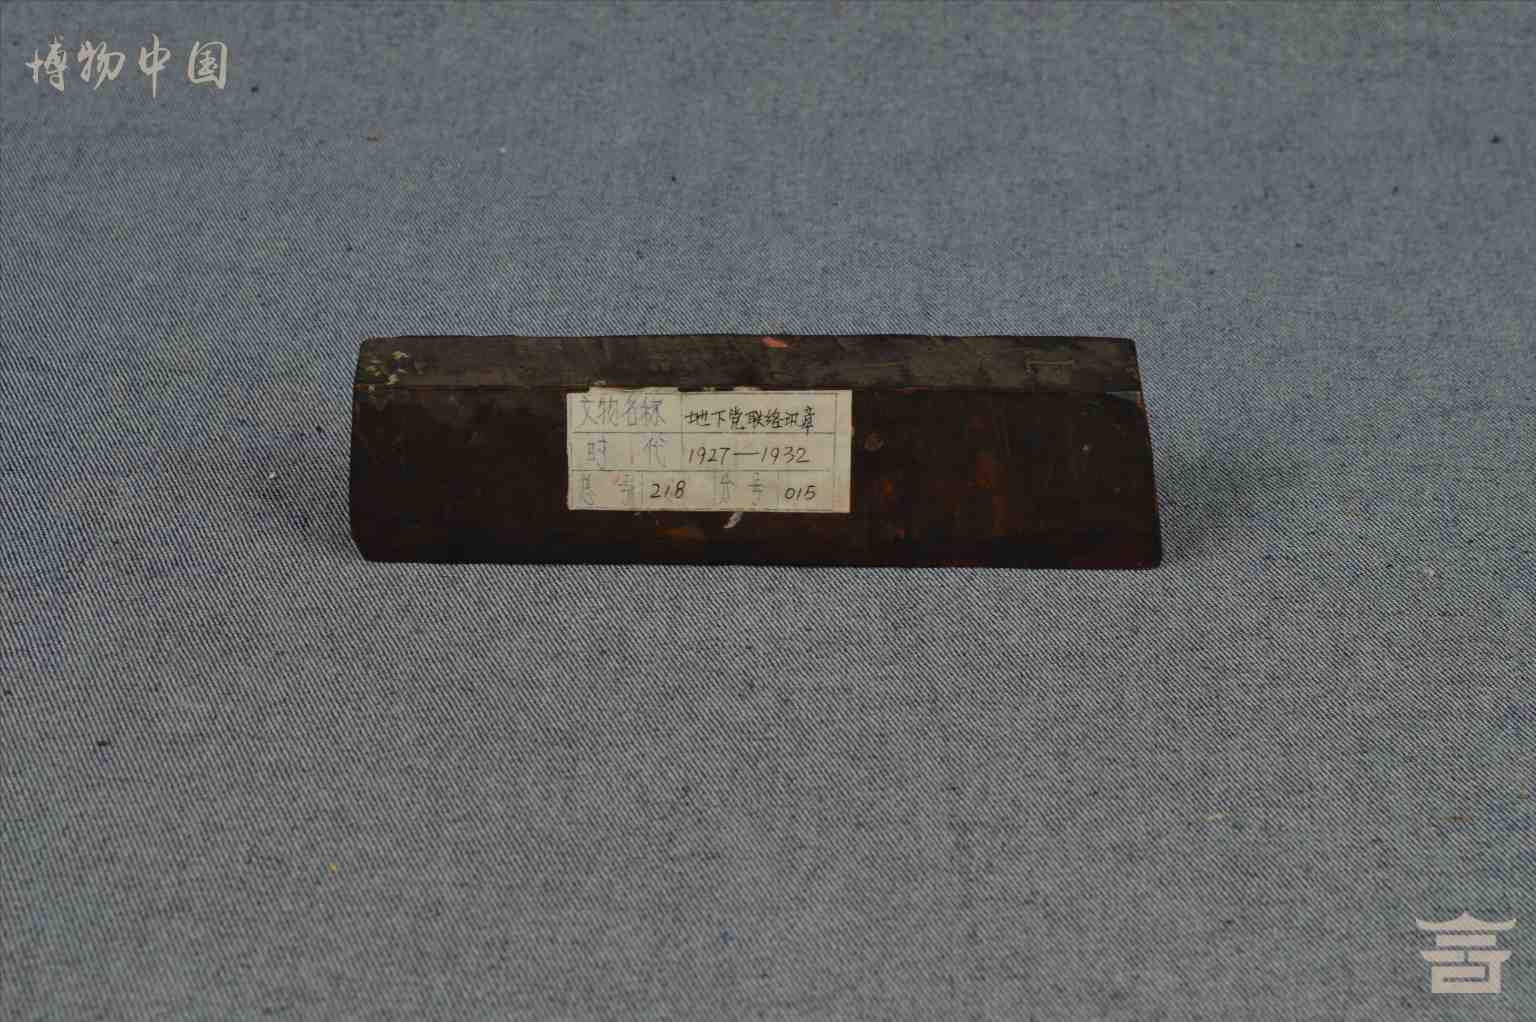 博物中国
文物名称 地下党联络印章
时代 1927—1932
总号 218 分号 015